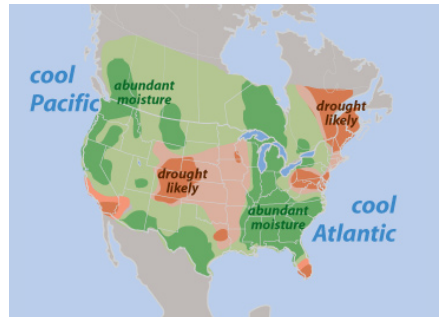 cool
Pacific
abundant
moisture
drought
likely
drought
likely
abundant
moisture
cool
Atlantic